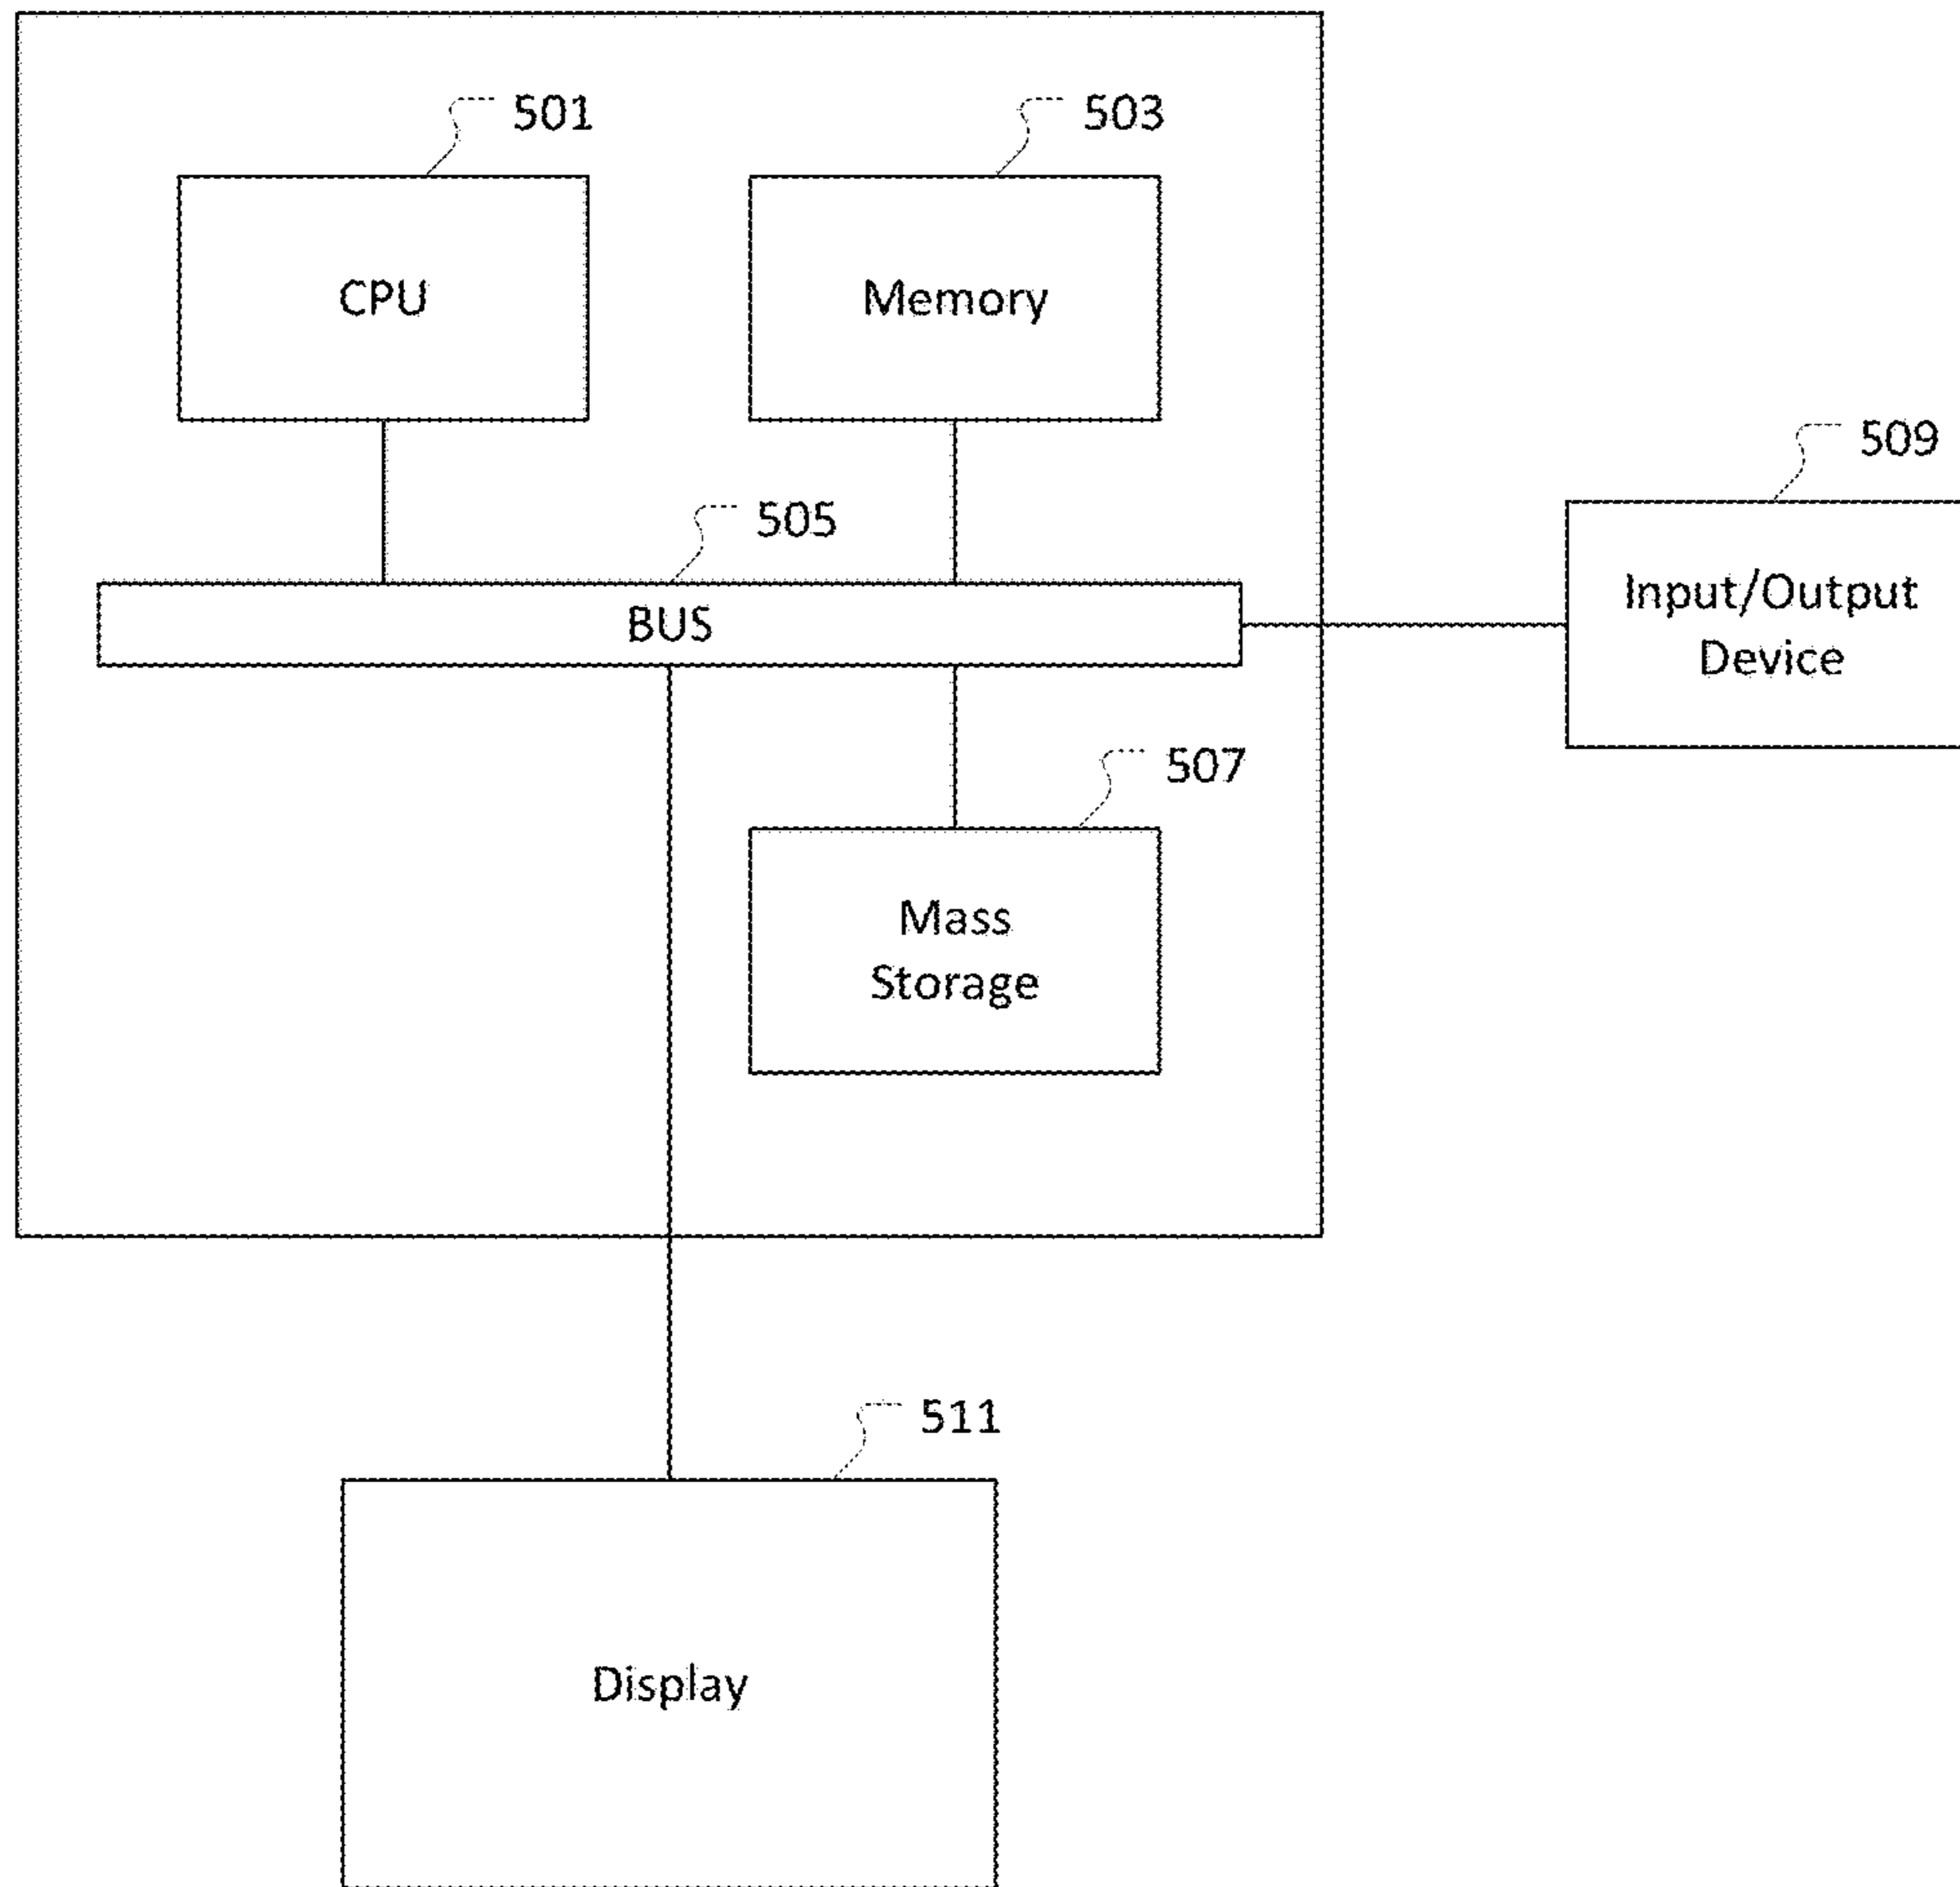 501
503
CPU
Memory
509
505
Input/Output
Device
BUS
507
Mass
Storage
511
Display